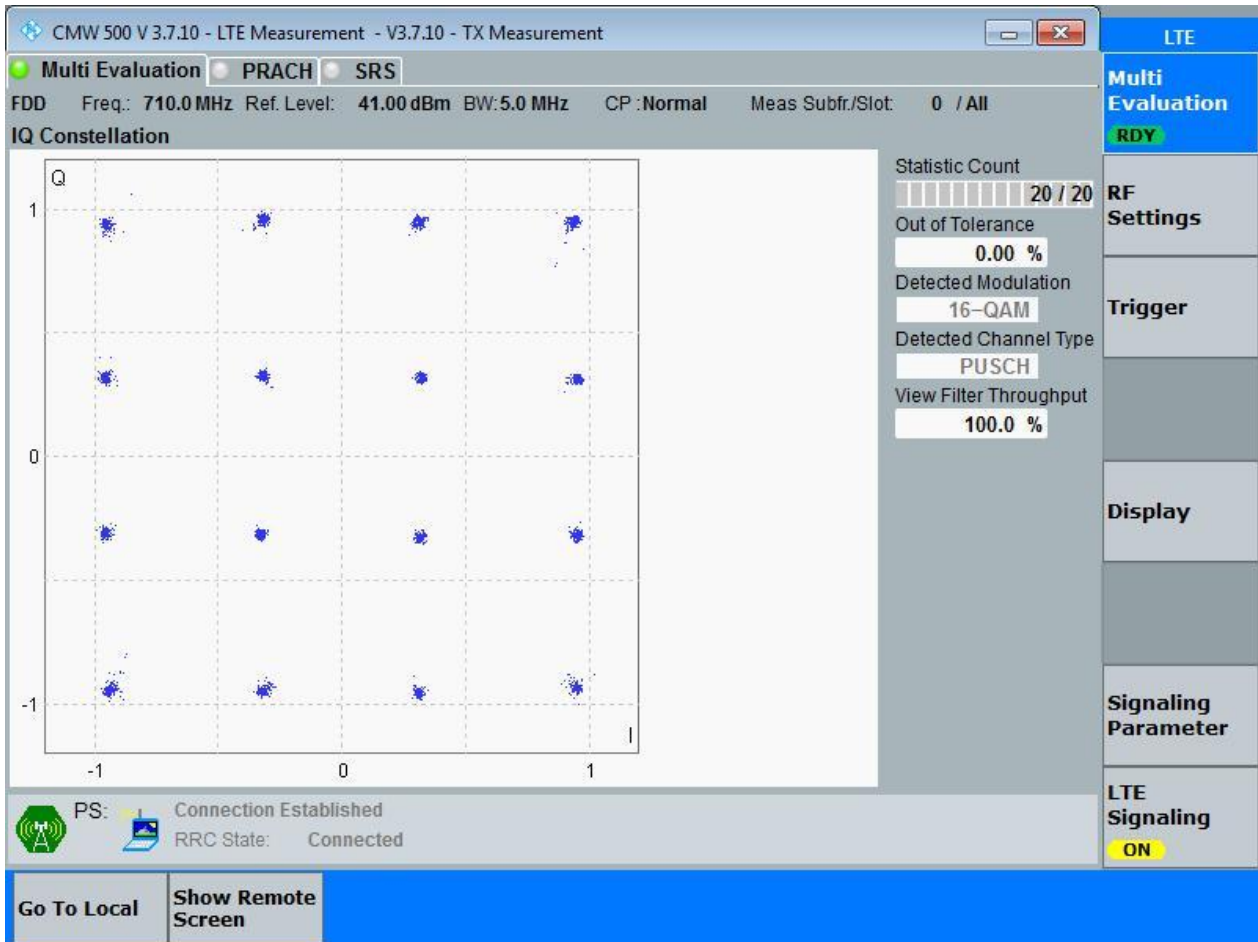 CMW 500 V 3.7.10 - LTE Measurement - V3.7.10 - TX Measurement
LTE
Multi Evaluation PRACH SRS
FDD Freq.: 710.0 MHz Ref. Level: 41.00 dBm BW: 5.0 MHz CP : Normal Meas Subfr./Slot: 0 / All
IQ Constellation
Q
1
0
-1
-1 0 1
I
Statistic Count
20 / 20
Out of Tolerance
0.00 %
Detected Modulation
16-QAM
Detected Channel Type
PUSCH
View Filter Throughput
100.0 %
Multi
Evaluation
RDY
RF
Settings
Trigger
Display
Signaling
Parameter
LTE
Signaling
ON
PS: Connection Established
RRC State: Connected
Go To Local
Show Remote
Screen